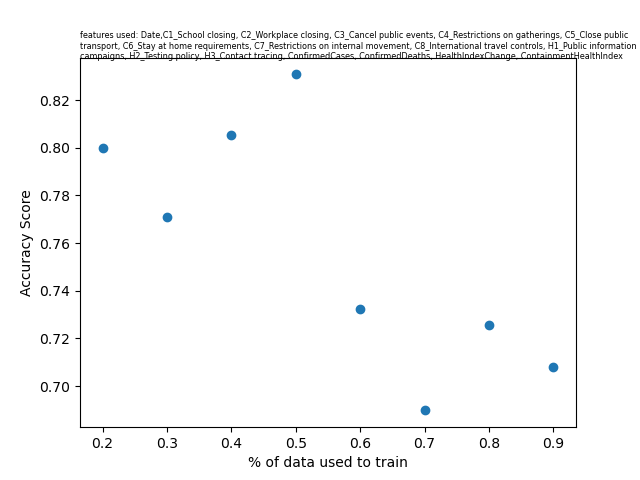 features used: Date,C1_School closing, C2_Workplace closing, C3_Cancel public events, C4_Restrictions on gatherings, C5_Close public
transport, C6_Stay at home requirements, C7_Restrictions on internal movement, C8_International travel controls, H1_Public information
campaigns, H2_Testing policy, H3_Contact tracing, ConfirmedCases, ConfirmedDeaths, HealthIndexChange, ContainmentHealthIndex
0.82
0.80
0.78
0.76
0.74
0.72
0.70
Accuracy Score
0.2 0.3 0.4 0.5 0.6 0.7 0.8 0.9
% of data used to train